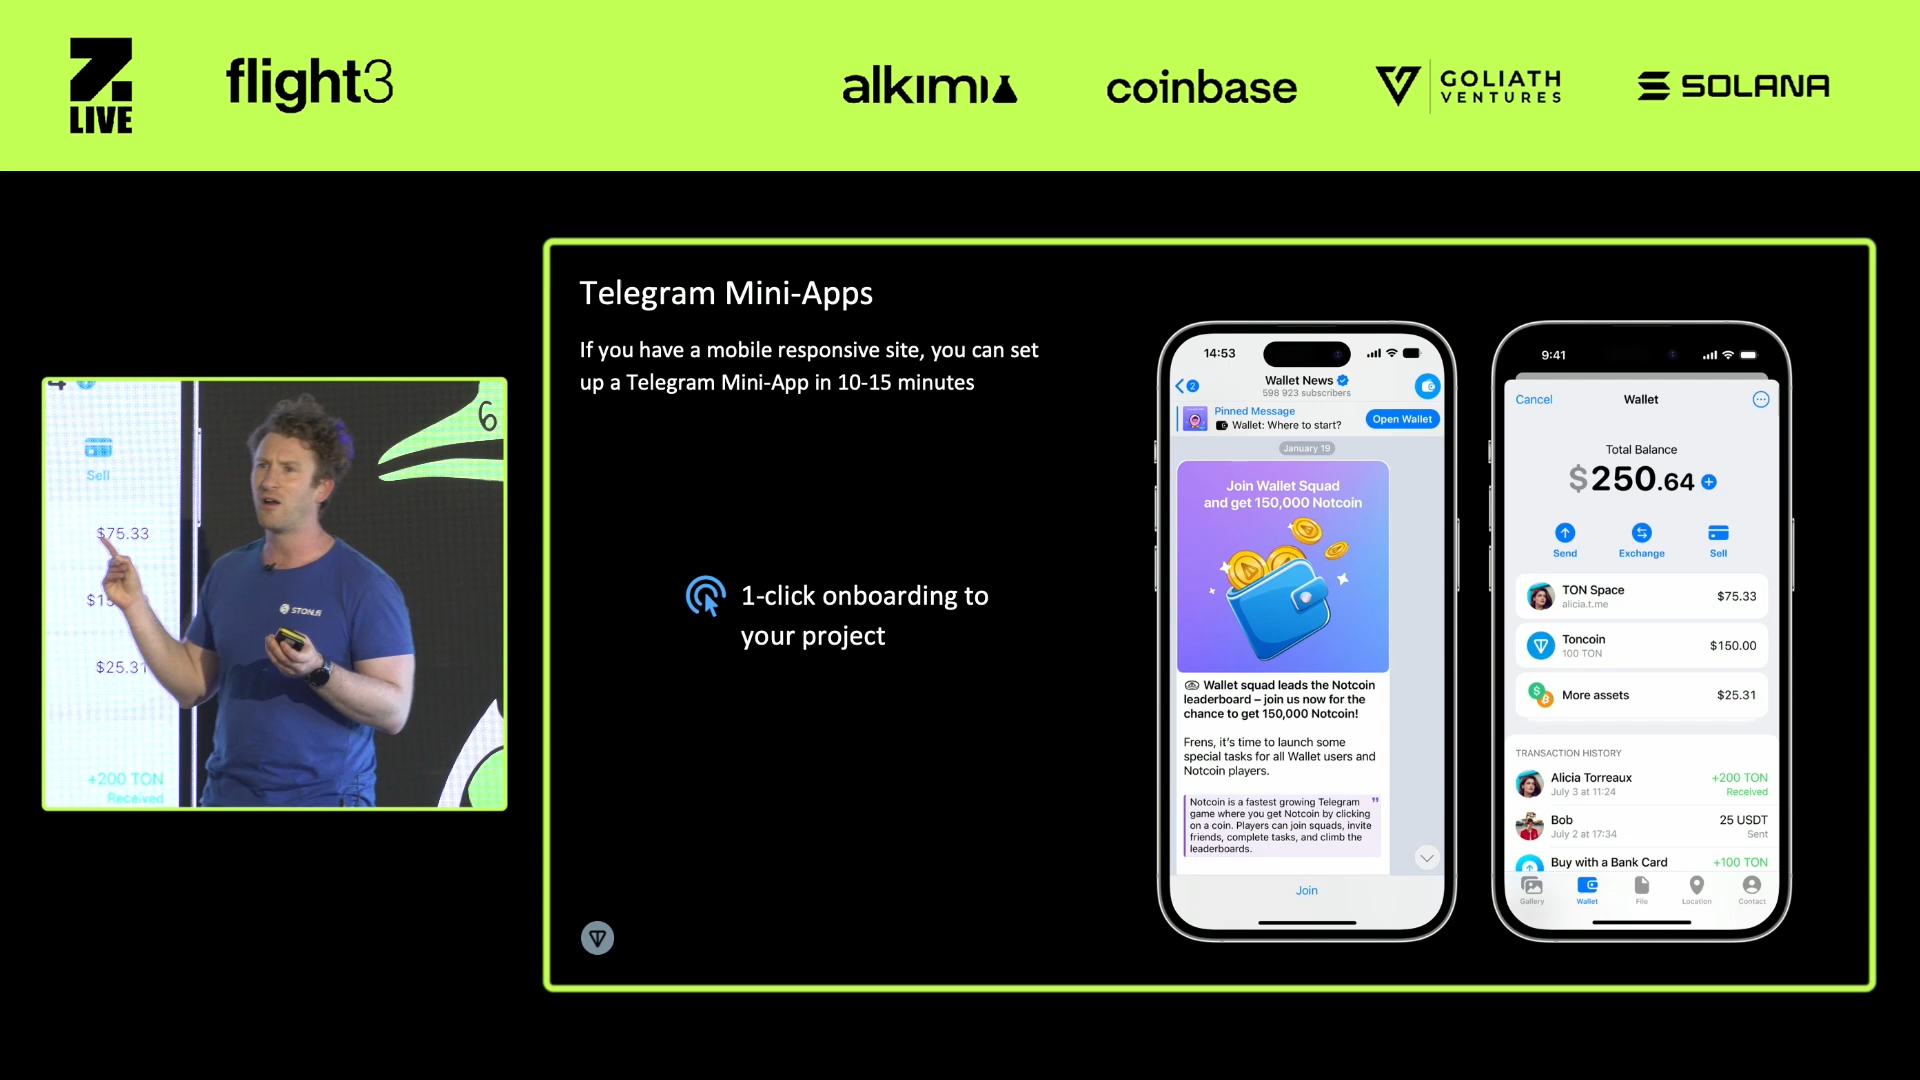 Z
LIVE
flight3
alkimi
coinbase
GOLIATH
VENTURES
SOLANA
6
Sell
$75.33
$25.31
+200 TON
Received
Telegram Mini-Apps
If you have a mobile responsive site, you can set
up a Telegram Mini-App in 10-15 minutes
1-click onboarding to
your project
14:53
2
Wallet News
598 923 subscribers
Pinned Message
Wallet: Where to start?
Open Wallet
January 19
Join Wallet Squad
and get 150,000 Notcoin
Wallet squad leads the Notcoin
leaderboard – join us now for the
chance to get 150,000 Notcoin!
Frens, it's time to launch some
special tasks for all Wallet users and
Notcoin players.
Notcoin is a fastest growing Telegram
game where you get Notcoin by clicking
on a coin. Players can join squads, invite
friends, complete tasks, and climb the
leaderboards.
Join
9:41
Cancel
Wallet
Total Balance
$250.64
Send
Exchange
Sell
TON Space
alicia.t.me
$75.33
Toncoin
100 TON
$150.00
More assets
$25.31
TRANSACTION HISTORY
Alicia Torreaux
+200 TON
July 3 at 11:24
Received
Bob
25 USDT
July 2 at 17:34
Sent
Buy with a Bank Card
+100 TON
Gallery
Wallet
File
Location
Contact